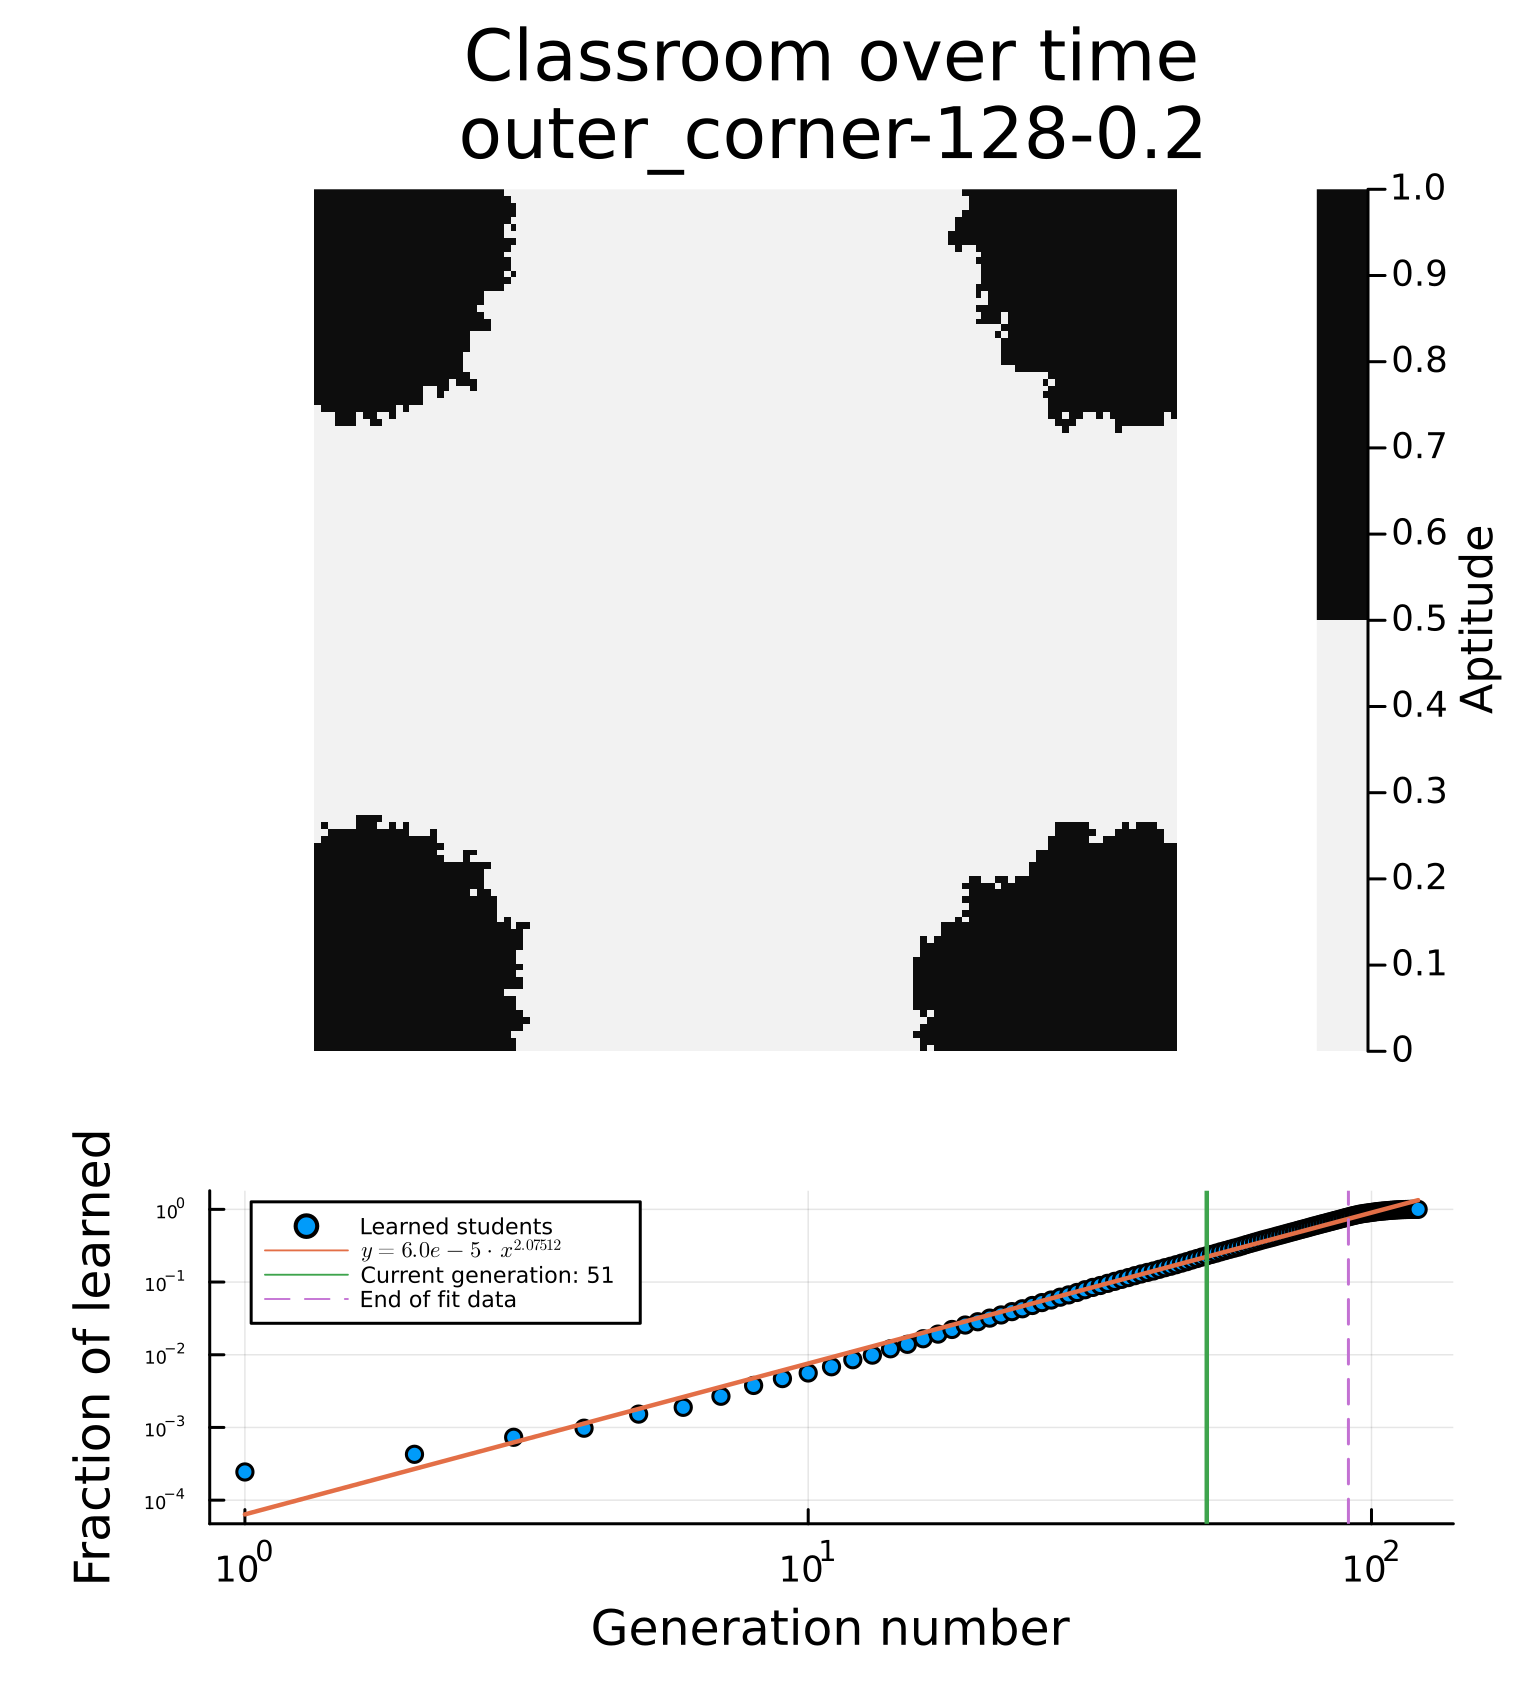 Classroom over time
outer_corner-128-0.2
1.0
0.9
0.8
0.7
0.6
0.5
0.4
0.3
0.2
0.1
0
Aptitude
Fraction of learned
10⁰
10⁻¹
10⁻²
10⁻³
10⁻⁴
Learned students
y = 6.0e − 5 · x^2.07512
Current generation: 51
End of fit data
10⁰ 10¹ 10²
Generation number